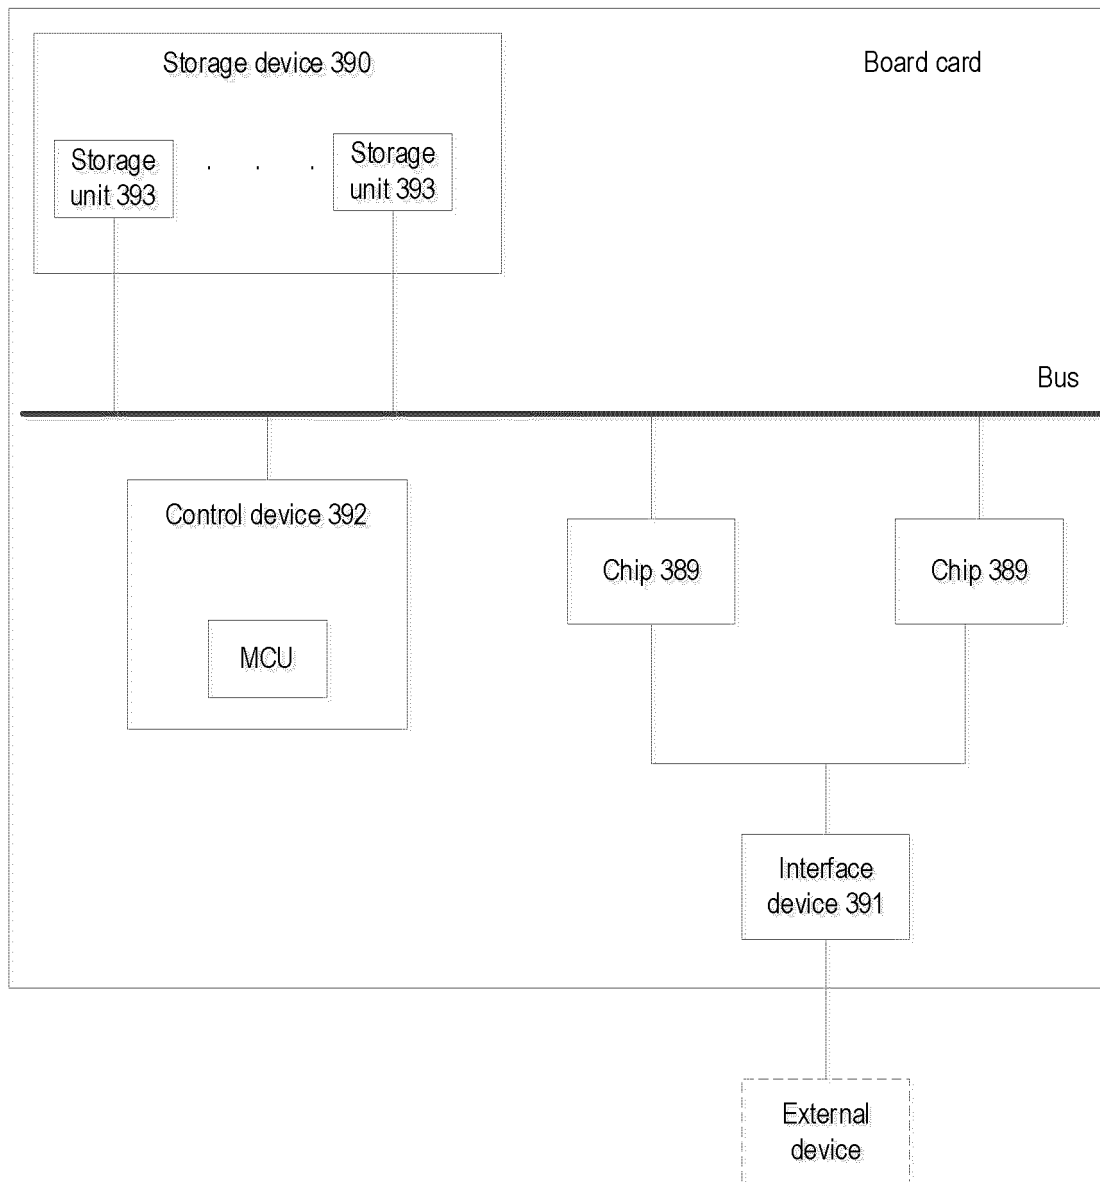 Storage device 390
Board card
Storage
unit 393
. . .
Storage
unit 393
Bus
Control device 392
MCU
Chip 389
Chip 389
Interface
device 391
External
device